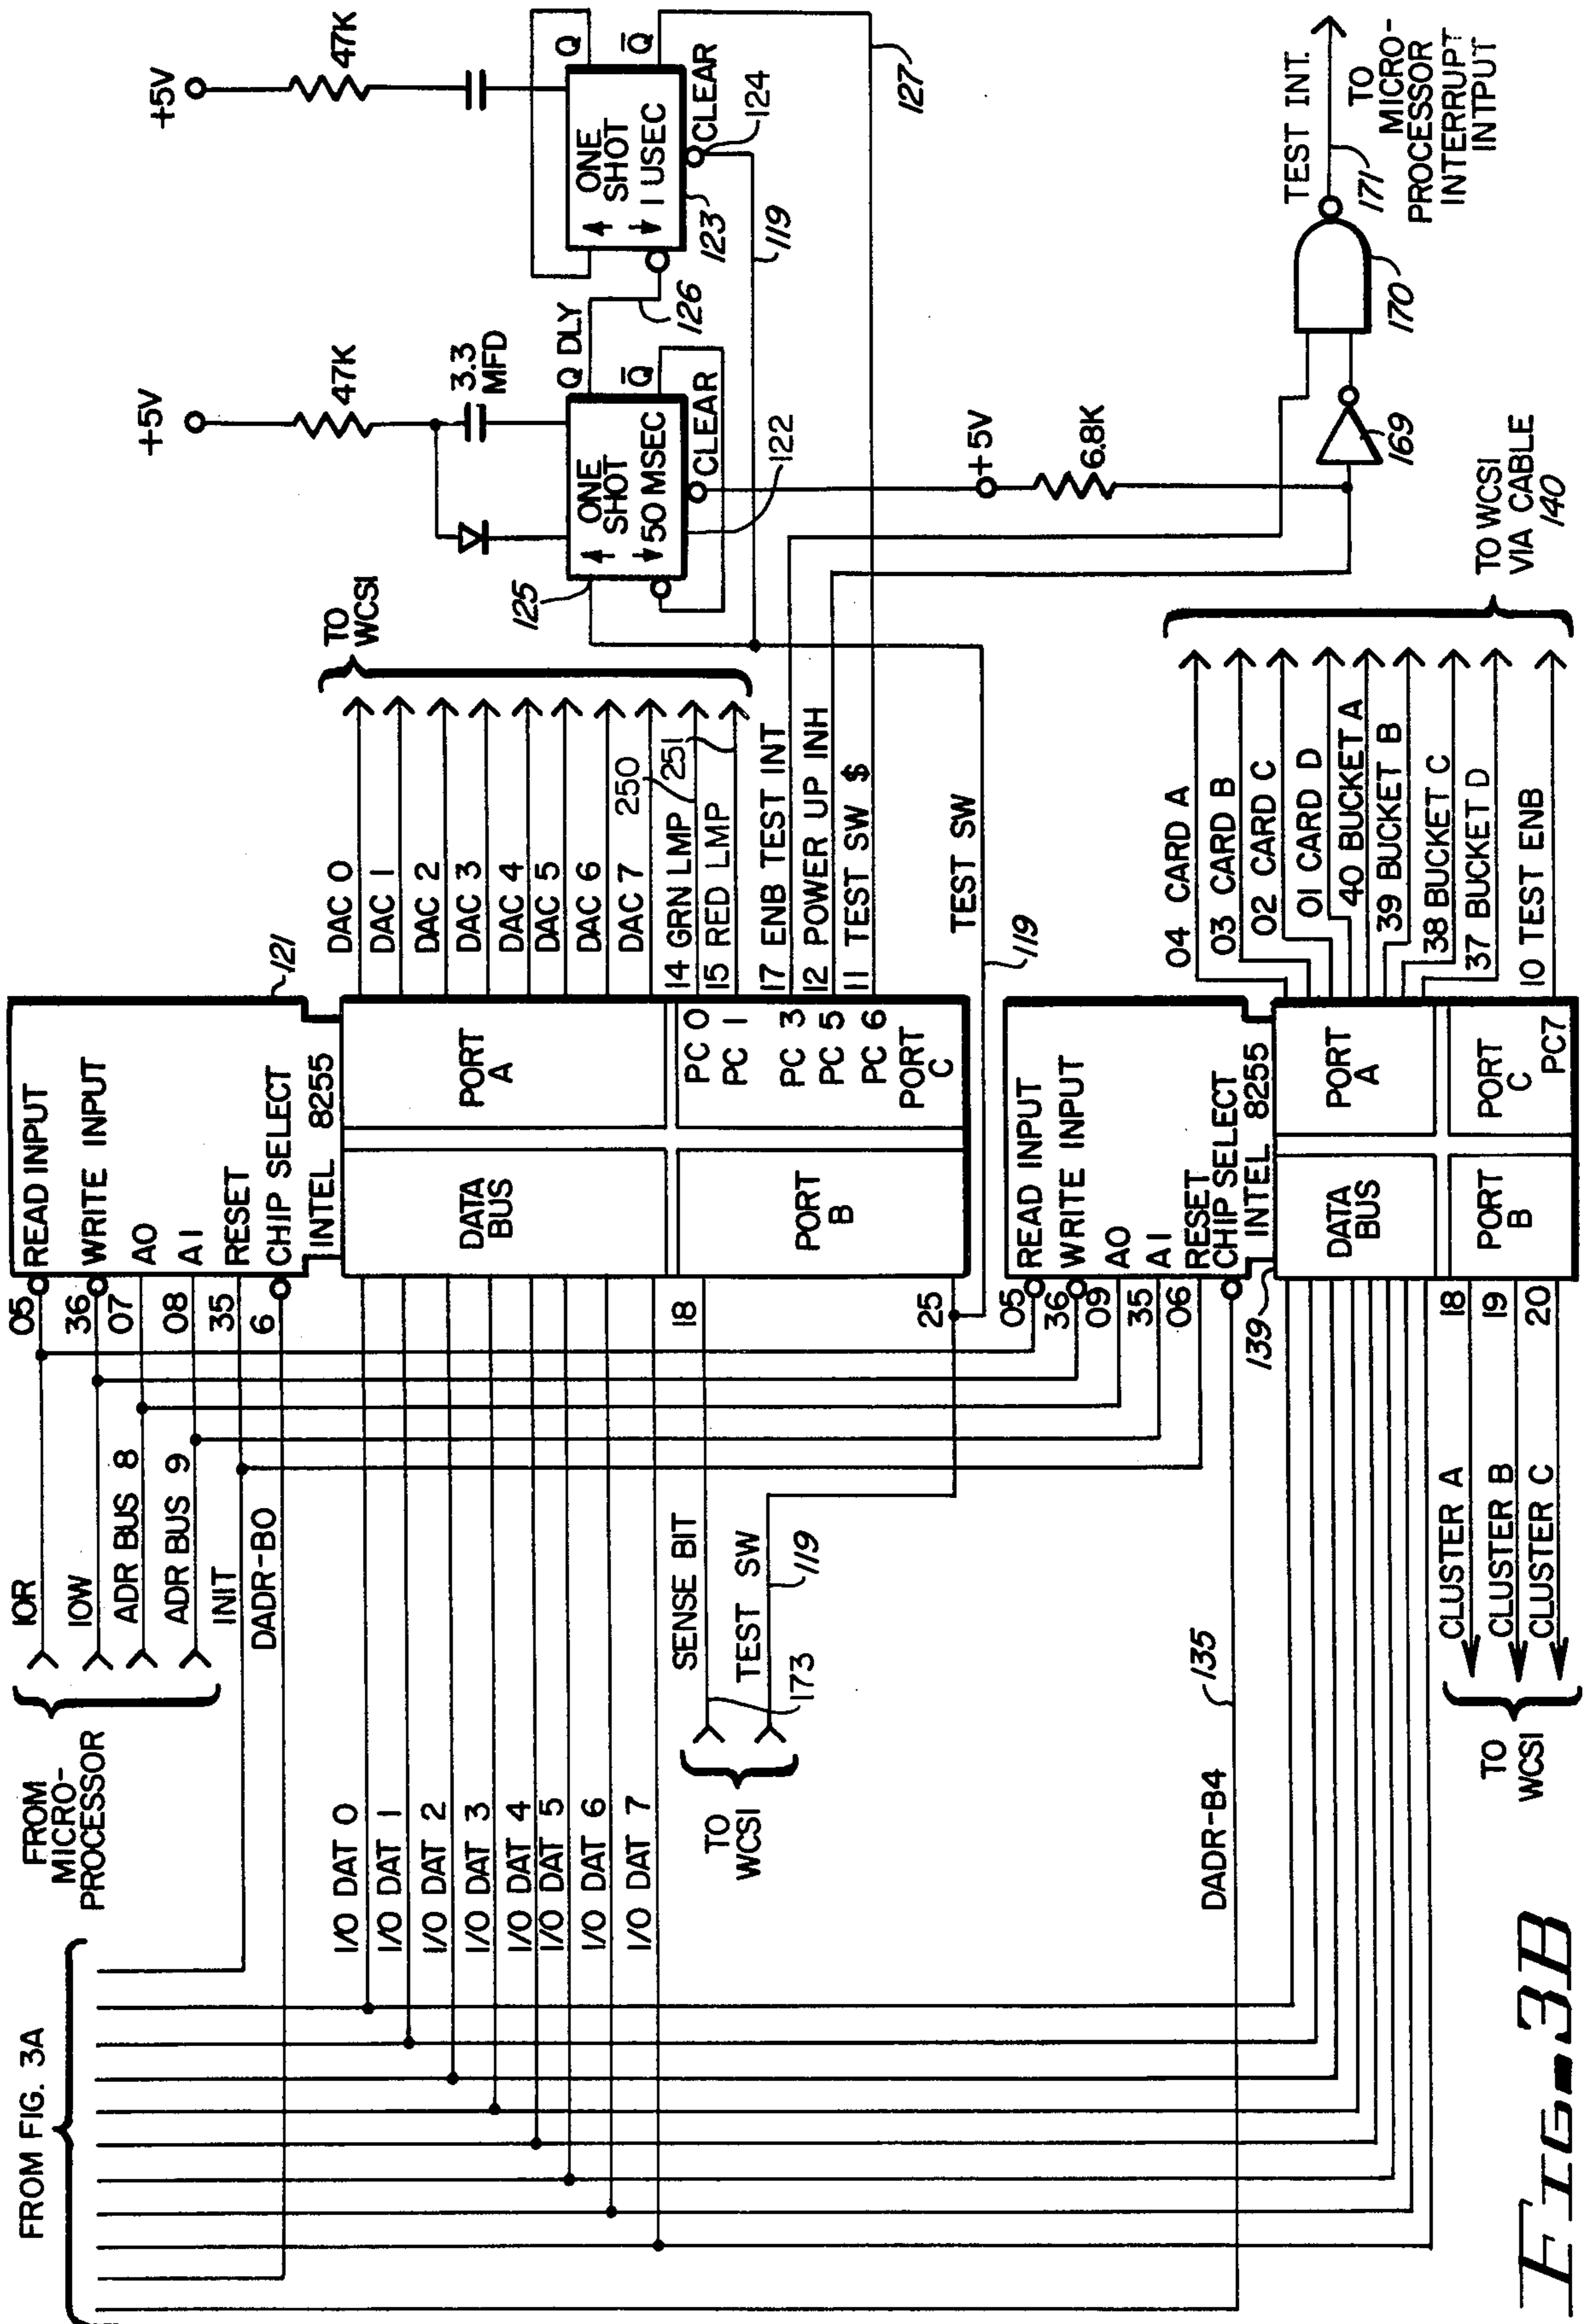 FROM FIG. 3A
FROM
MICRO-
PROCESSOR
IOR
IOW
ADR BUS 8
ADR BUS 9
INIT
DADR-B0
05
36
07
08
35
6
READ INPUT
WRITE INPUT
A0
A1
RESET
CHIP SELECT
INTEL 8255
121
I/O DAT 0
I/O DAT 1
I/O DAT 2
I/O DAT 3
I/O DAT 4
I/O DAT 5
I/O DAT 6
I/O DAT 7
DATA
BUS
PORT
A
PORT
B
PC 0
PC 1
PC 3
PC 5
PC 6
PORT
C
18
25
SENSE BIT
TEST SW
119
173
TO
WCSI
DAC 0
DAC 1
DAC 2
DAC 3
DAC 4
DAC 5
DAC 6
DAC 7
250
14 GRN LMP
251
15 RED LMP
17 ENB TEST INT
12 POWER UP INH
11 TEST SW $
TO
WCSI
TEST SW
119
+5V
47K
3.3
MFD
ONE
SHOT
50 MSEC
Q DLY
Q
CLEAR
122
125
126
+5V
47K
ONE
SHOT
1 USEC
Q
Q
CLEAR
123
124
119
127
+5V
6.8K
169
170
171
TEST INT.
TO
MICRO-
PROCESSOR
INTERRUPT
INTPUT
DADR-B4
135
05
36
09
35
06
READ INPUT
WRITE INPUT
A0
A1
RESET
CHIP SELECT
INTEL 8255
139
DATA
BUS
PORT
A
PORT
B
PORT
C
PC7
18
19
20
CLUSTER A
CLUSTER B
CLUSTER C
TO
WCSI
04 CARD A
03 CARD B
02 CARD C
01 CARD D
40 BUCKET A
39 BUCKET B
38 BUCKET C
37 BUCKET D
10 TEST ENB
TO WCSI
VIA CABLE
140
FIG-3B